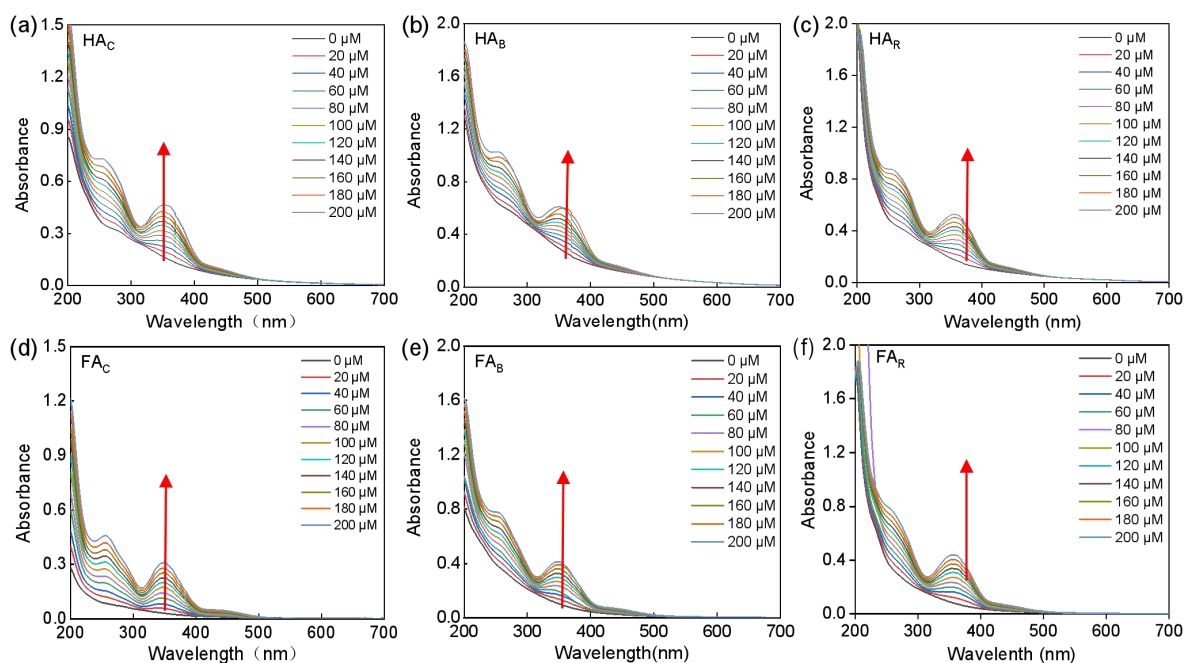 (a)
HA_C
1.5
1.2
0.9
0.6
0.3
0.0
Absorbance
200 300 400 500 600 700
Wavelength（nm）
0 µM
20 µM
40 µM
60 µM
80 µM
100 µM
120 µM
140 µM
160 µM
180 µM
200 µM
(b)
HA_B
2.0
1.6
1.2
0.8
0.4
0.0
Absorbance
200 300 400 500 600 700
Wavelength(nm)
0 µM
20 µM
40 µM
60 µM
80 µM
100 µM
120 µM
140 µM
160 µM
180 µM
200 µM
(c)
HA_R
2.0
1.6
1.2
0.8
0.4
0.0
Absorbance
200 300 400 500 600 700
Wavelength (nm)
0 µM
20 µM
40 µM
60 µM
80 µM
100 µM
120 µM
140 µM
160 µM
180 µM
200 µM
(d)
FA_C
1.5
1.2
0.9
0.6
0.3
0.0
Absorbance
200 300 400 500 600 700
Wavalength（nm）
0 µM
20 µM
40 µM
60 µM
80 µM
100 µM
120 µM
140 µM
160 µM
180 µM
200 µM
(e)
FA_B
2.0
1.6
1.2
0.8
0.4
0.0
Absorbance
200 300 400 500 600 700
Wavelenth(nm)
0 µM
20 µM
40 µM
60 µM
80 µM
100 µM
120 µM
140 µM
160 µM
180 µM
200 µM
(f)
FA_R
2.0
1.6
1.2
0.8
0.4
0.0
Absorbance
200 300 400 500 600 700
Wavelenth (nm)
0 µM
20 µM
40 µM
60 µM
80 µM
100 µM
120 µM
140 µM
160 µM
180 µM
200 µM